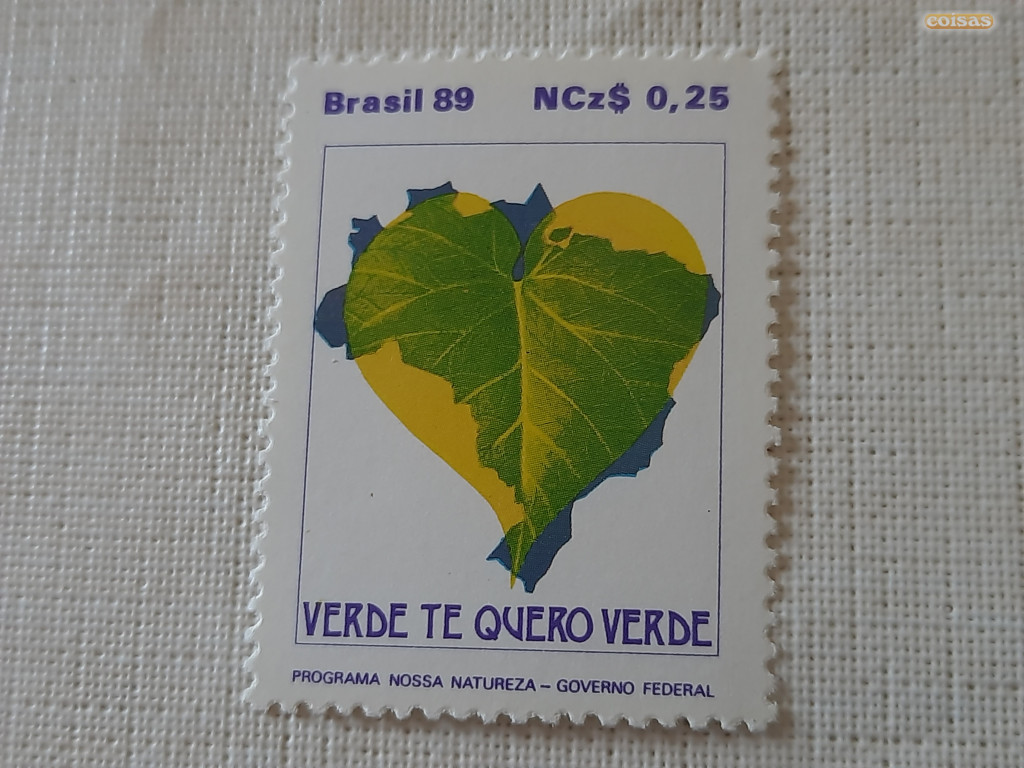 coisas
Brasil 89 NCz$ 0,25
VERDE TE QUERO VERDE
PROGRAMA NOSSA NATUREZA – GOVERNO FEDERAL